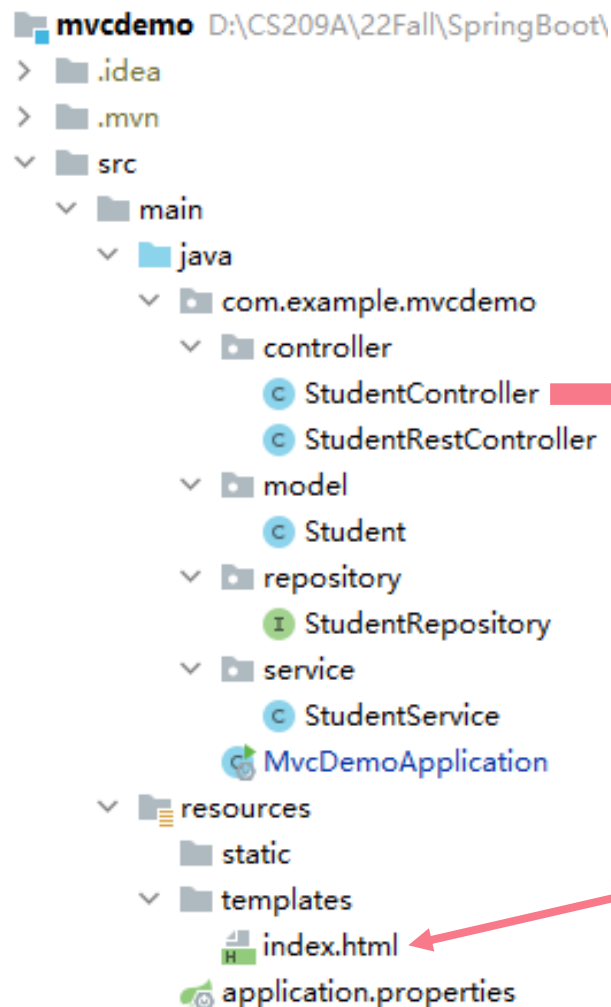 mvcdemo D:\CS209A\22Fall\SpringBoot\
.idea
.mvn
src
main
java
com.example.mvcdemo
controller
C StudentController
C StudentRestController
model
C Student
repository
I StudentRepository
service
C StudentService
C MvcDemoApplication
resources
static
templates
H index.html
application.properties